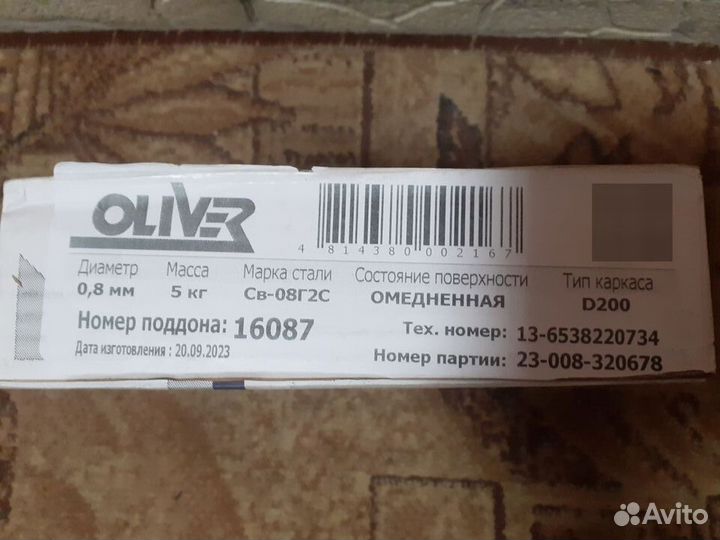 OLIVER
4 814380 002167
Диаметр Масса Марка стали Состояние поверхности Тип каркаса
0,8 мм 5 кг Св-08Г2С ОМЕДНЕННАЯ D200
Номер поддона: 16087 Тех. номер: 13-6538220734
Дата изготовления : 20.09.2023 Номер партии: 23-008-320678
Avito